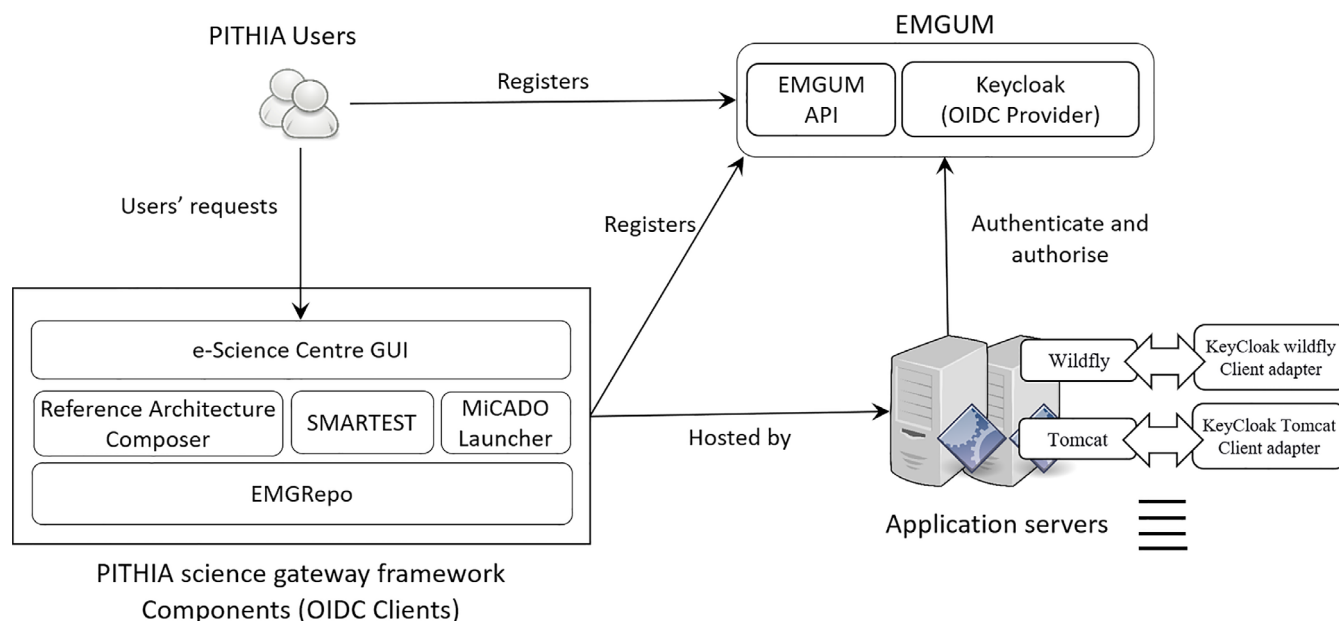 PITHIA Users
EMGUM
Registers
EMGUM
API
Keycloak
(OIDC Provider)
Users’ requests
Registers
Authenticate and
authorise
e-Science Centre GUI
Reference Architecture
Composer
SMARTEST
MiCADO
Launcher
EMGRepo
Hosted by
Wildfly
KeyCloak wildfly
Client adapter
Tomcat
KeyCloak Tomcat
Client adapter
Application servers
PITHIA science gateway framework
Components (OIDC Clients)